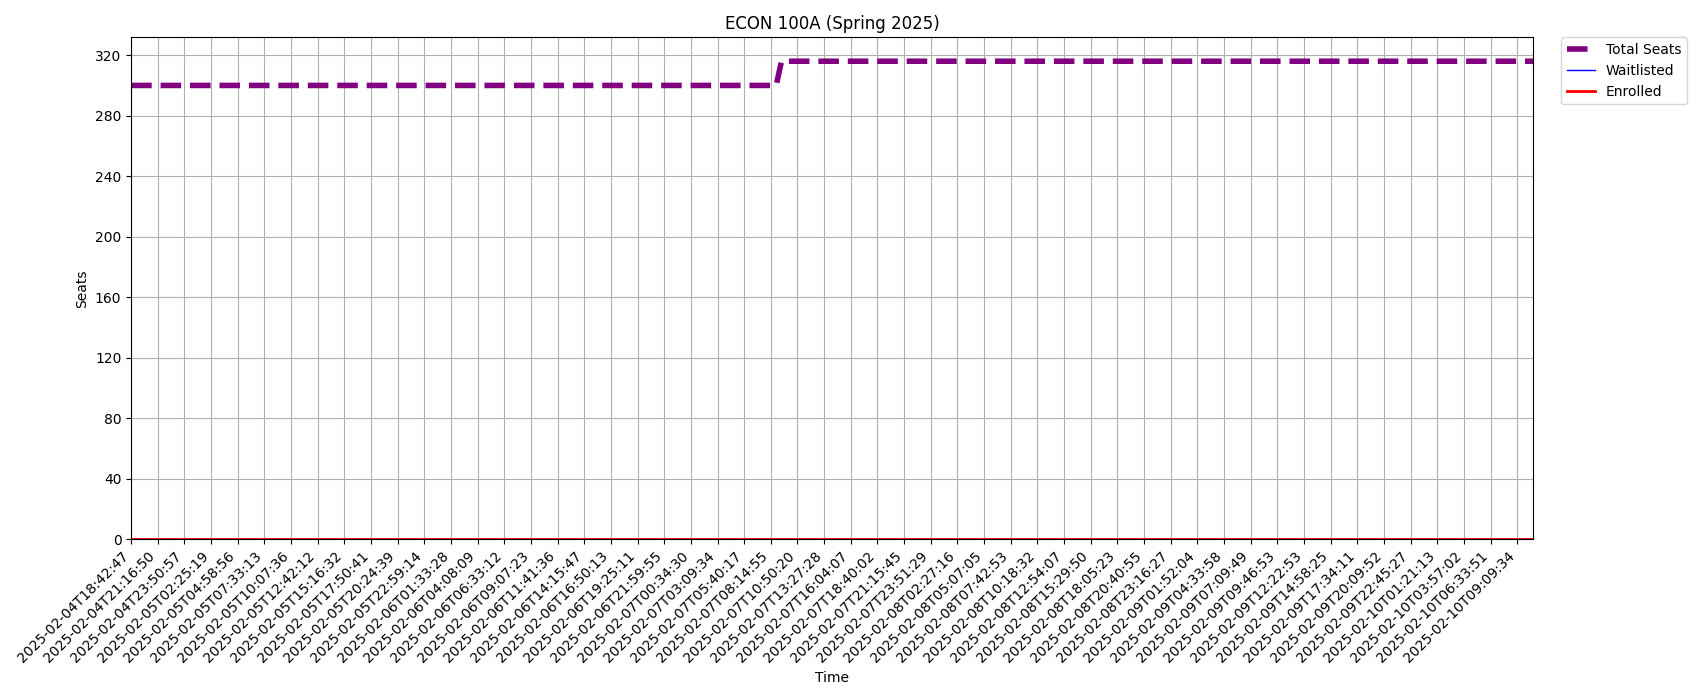 ECON 100A (Spring 2025)
Total Seats
Waitlisted
Enrolled
Seats
320
280
240
200
160
120
80
40
0
2025-02-04T18:42:47
2025-02-04T21:16:50
2025-02-04T23:50:57
2025-02-05T02:25:19
2025-02-05T04:58:56
2025-02-05T07:33:13
2025-02-05T10:07:36
2025-02-05T12:42:12
2025-02-05T15:16:32
2025-02-05T17:50:41
2025-02-05T20:24:39
2025-02-05T22:59:14
2025-02-06T01:33:28
2025-02-06T04:08:09
2025-02-06T06:33:12
2025-02-06T09:07:23
2025-02-06T11:41:36
2025-02-06T14:15:47
2025-02-06T16:50:13
2025-02-06T19:25:11
2025-02-06T21:59:55
2025-02-07T00:34:30
2025-02-07T03:09:34
2025-02-07T05:40:17
2025-02-07T08:14:55
2025-02-07T10:50:20
2025-02-07T13:27:28
2025-02-07T16:04:07
2025-02-07T18:40:02
2025-02-07T21:15:45
2025-02-07T23:51:29
2025-02-08T02:27:16
2025-02-08T05:07:05
2025-02-08T07:42:53
2025-02-08T10:18:32
2025-02-08T12:54:07
2025-02-08T15:29:50
2025-02-08T18:05:23
2025-02-08T20:40:55
2025-02-08T23:16:27
2025-02-09T01:52:04
2025-02-09T04:33:58
2025-02-09T07:09:49
2025-02-09T09:46:53
2025-02-09T12:22:53
2025-02-09T14:58:25
2025-02-09T17:34:11
2025-02-09T20:09:52
2025-02-09T22:45:27
2025-02-10T01:21:13
2025-02-10T03:57:02
2025-02-10T06:33:51
2025-02-10T09:09:34
Time